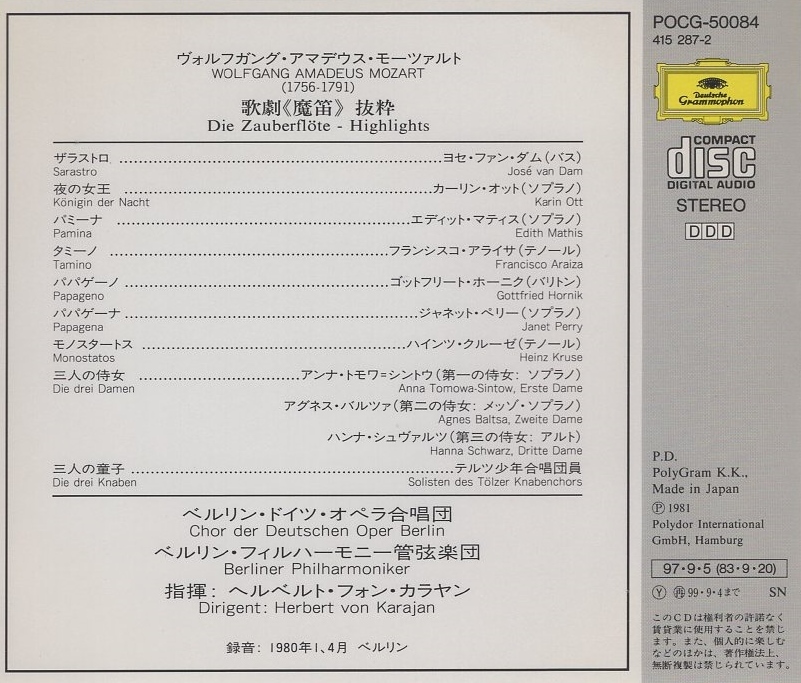 ヴォルフガング・アマデウス・モーツァルト
WOLFGANG AMADEUS MOZART
(1756-1791)
歌劇《魔笛》 抜粋
Die Zauberflöte - Highlights
ザラストロ ............ヨセ・ファン・ダム(バス)
Sarastro José van Dam
夜の女王 ............カーリン・オット(ソプラノ)
Königin der Nacht Karin Ott
パミーナ ............エディット・マティス(ソプラノ)
Pamina Edith Mathis
タミーノ ............フランシスコ・アライサ(テノール)
Tamino Francisco Araiza
パパゲーノ ............ゴットフリート・ホーニク(バリトン)
Papageno Gottfried Hornik
パパゲーナ ............ジャネット・ペリー(ソプラノ)
Papagena Janet Perry
モノスタートス ............ハインツ・クルーゼ(テノール)
Monostatos Heinz Kruse
三人の侍女 ............アンナ・トモワ=シントウ(第一の侍女: ソプラノ)
Die drei Damen Anna Tomowa-Sintow, Erste Dame
アグネス・バルツァ(第二の侍女: メッゾ・ソプラノ)
Agnes Baltsa, Zweite Dame
ハンナ・シュヴァルツ(第三の侍女: アルト)
Hanna Schwarz, Dritte Dame
三人の童子 ............テルツ少年合唱団員
Die drei Knaben Solisten des Tölzer Knabenchors
ベルリン・ドイツ・オペラ合唱団
Chor der Deutschen Oper Berlin
ベルリン・フィルハーモニー管弦楽団
Berliner Philharmoniker
指揮: ヘルベルト・フォン・カラヤン
Dirigent: Herbert von Karajan
録音: 1980年1、4月 ベルリン
POCG-50084
415 287-2
Deutsche
Grammophon
COMPACT
disc
DIGITAL AUDIO
STEREO
DDD
P.D.
PolyGram K.K.,
Made in Japan
Ⓟ 1981
Polydor International
GmbH, Hamburg
97・9・5 (83・9・20)
Ⓨ 再 99・9・4まで SN
このCDは権利者の許諾なく
賃貸業に使用することを禁じ
ます。また、個人的に楽しむ
などのほかは、著作権法上、
無断複製は禁じられています。